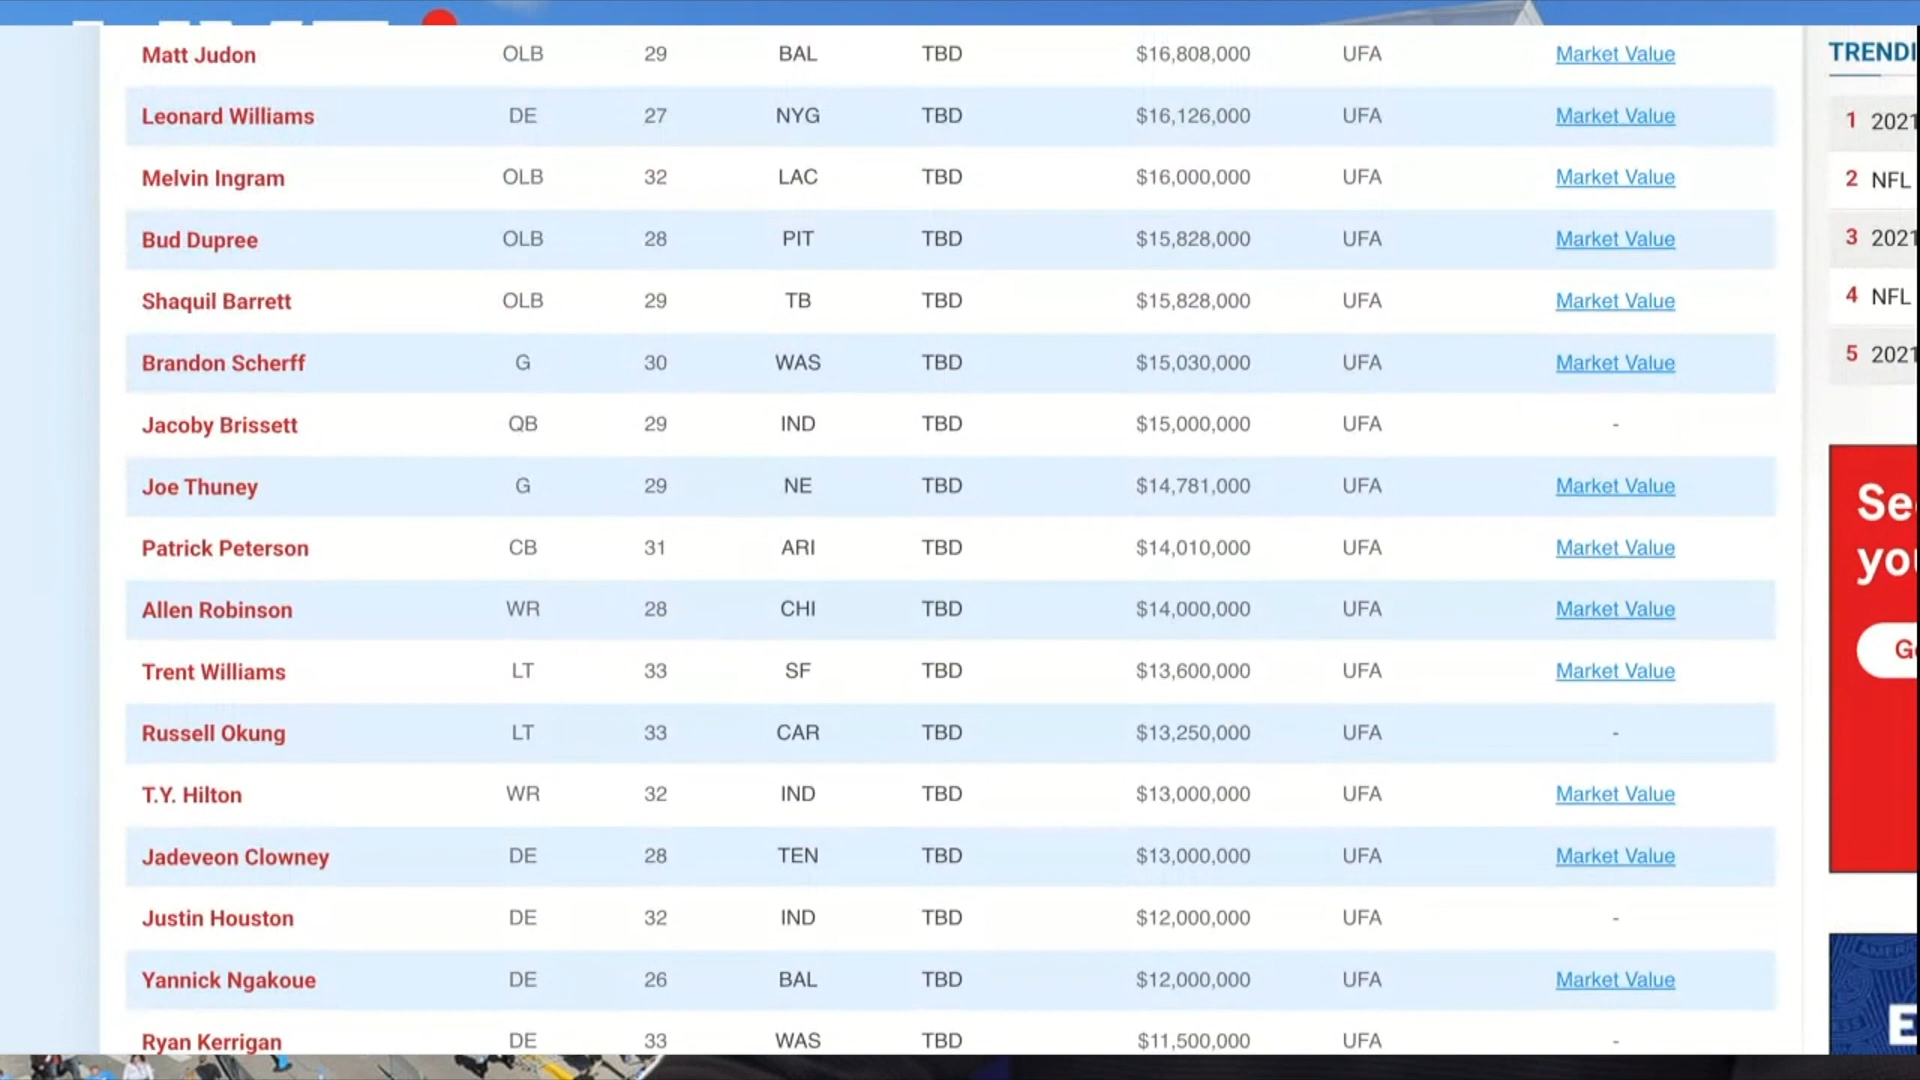 Matt Judon OLB 29 BAL TBD $16,808,000 UFA Market Value
Leonard Williams DE 27 NYG TBD $16,126,000 UFA Market Value
Melvin Ingram OLB 32 LAC TBD $16,000,000 UFA Market Value
Bud Dupree OLB 28 PIT TBD $15,828,000 UFA Market Value
Shaquil Barrett OLB 29 TB TBD $15,828,000 UFA Market Value
Brandon Scherff G 30 WAS TBD $15,030,000 UFA Market Value
Jacoby Brissett QB 29 IND TBD $15,000,000 UFA -
Joe Thuney G 29 NE TBD $14,781,000 UFA Market Value
Patrick Peterson CB 31 ARI TBD $14,010,000 UFA Market Value
Allen Robinson WR 28 CHI TBD $14,000,000 UFA Market Value
Trent Williams LT 33 SF TBD $13,600,000 UFA Market Value
Russell Okung LT 33 CAR TBD $13,250,000 UFA -
T.Y. Hilton WR 32 IND TBD $13,000,000 UFA Market Value
Jadeveon Clowney DE 28 TEN TBD $13,000,000 UFA Market Value
Justin Houston DE 32 IND TBD $12,000,000 UFA -
Yannick Ngakoue DE 26 BAL TBD $12,000,000 UFA Market Value
Ryan Kerrigan DE 33 WAS TBD $11,500,000 UFA -
TRENDI
1 2021
2 NFL
3 2021
4 NFL
5 2021
Se
yo
G
E